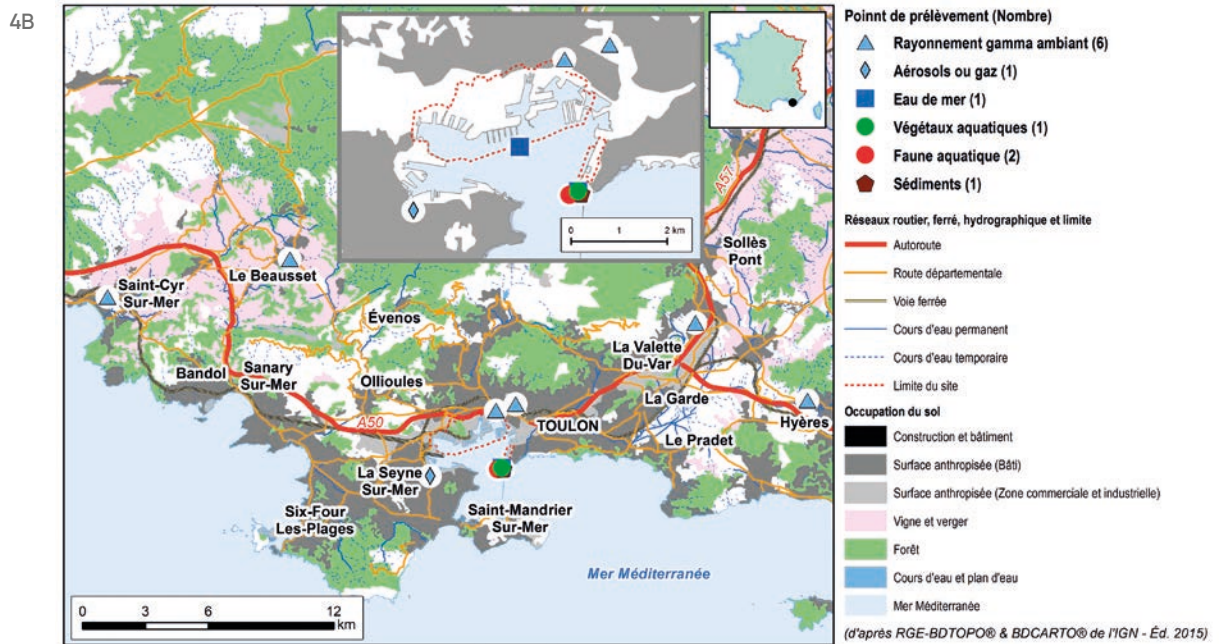 4B
0 1 2 km
A57
Sollès
Pont
Le Beausset
Saint-Cyr
Sur-Mer
Évenos
La Valette
Du-Var
Bandol
Sanary
Sur-Mer
Ollioules
La Garde
Hyères
A50
TOULON
Le Pradet
La Seyne
Sur-Mer
Six-Four
Les-Plages
Saint-Mandrier
Sur-Mer
Mer Méditerranée
0 3 6 12
km
Poinnt de prélèvement (Nombre)
Rayonnement gamma ambiant (6)
Aérosols ou gaz (1)
Eau de mer (1)
Végétaux aquatiques (1)
Faune aquatique (2)
Sédiments (1)
Réseaux routier, ferré, hydrographique et limite
Autoroute
Route départementale
Voie ferrée
Cours d'eau permanent
Cours d'eau temporaire
Limite du site
Occupation du sol
Construction et bâtiment
Surface anthropisée (Bâti)
Surface anthropisée (Zone commerciale et industrielle)
Vigne et verger
Forêt
Cours d'eau et plan d'eau
Mer Méditerranée
(d'après RGE-BDTOPO® & BDCARTO® de l'IGN - Éd. 2015)